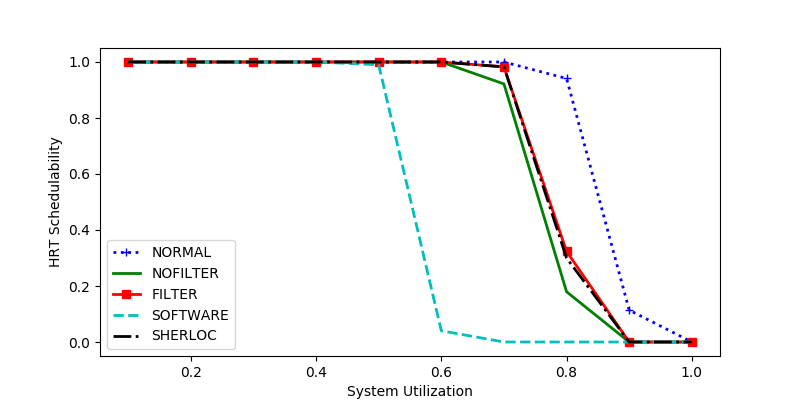 1.0
0.8
0.6
0.4
0.2
0.0
HRT Schedulability
NORMAL
NOFILTER
FILTER
SOFTWARE
SHERLOC
0.2 0.4 0.6 0.8 1.0
System Utilization